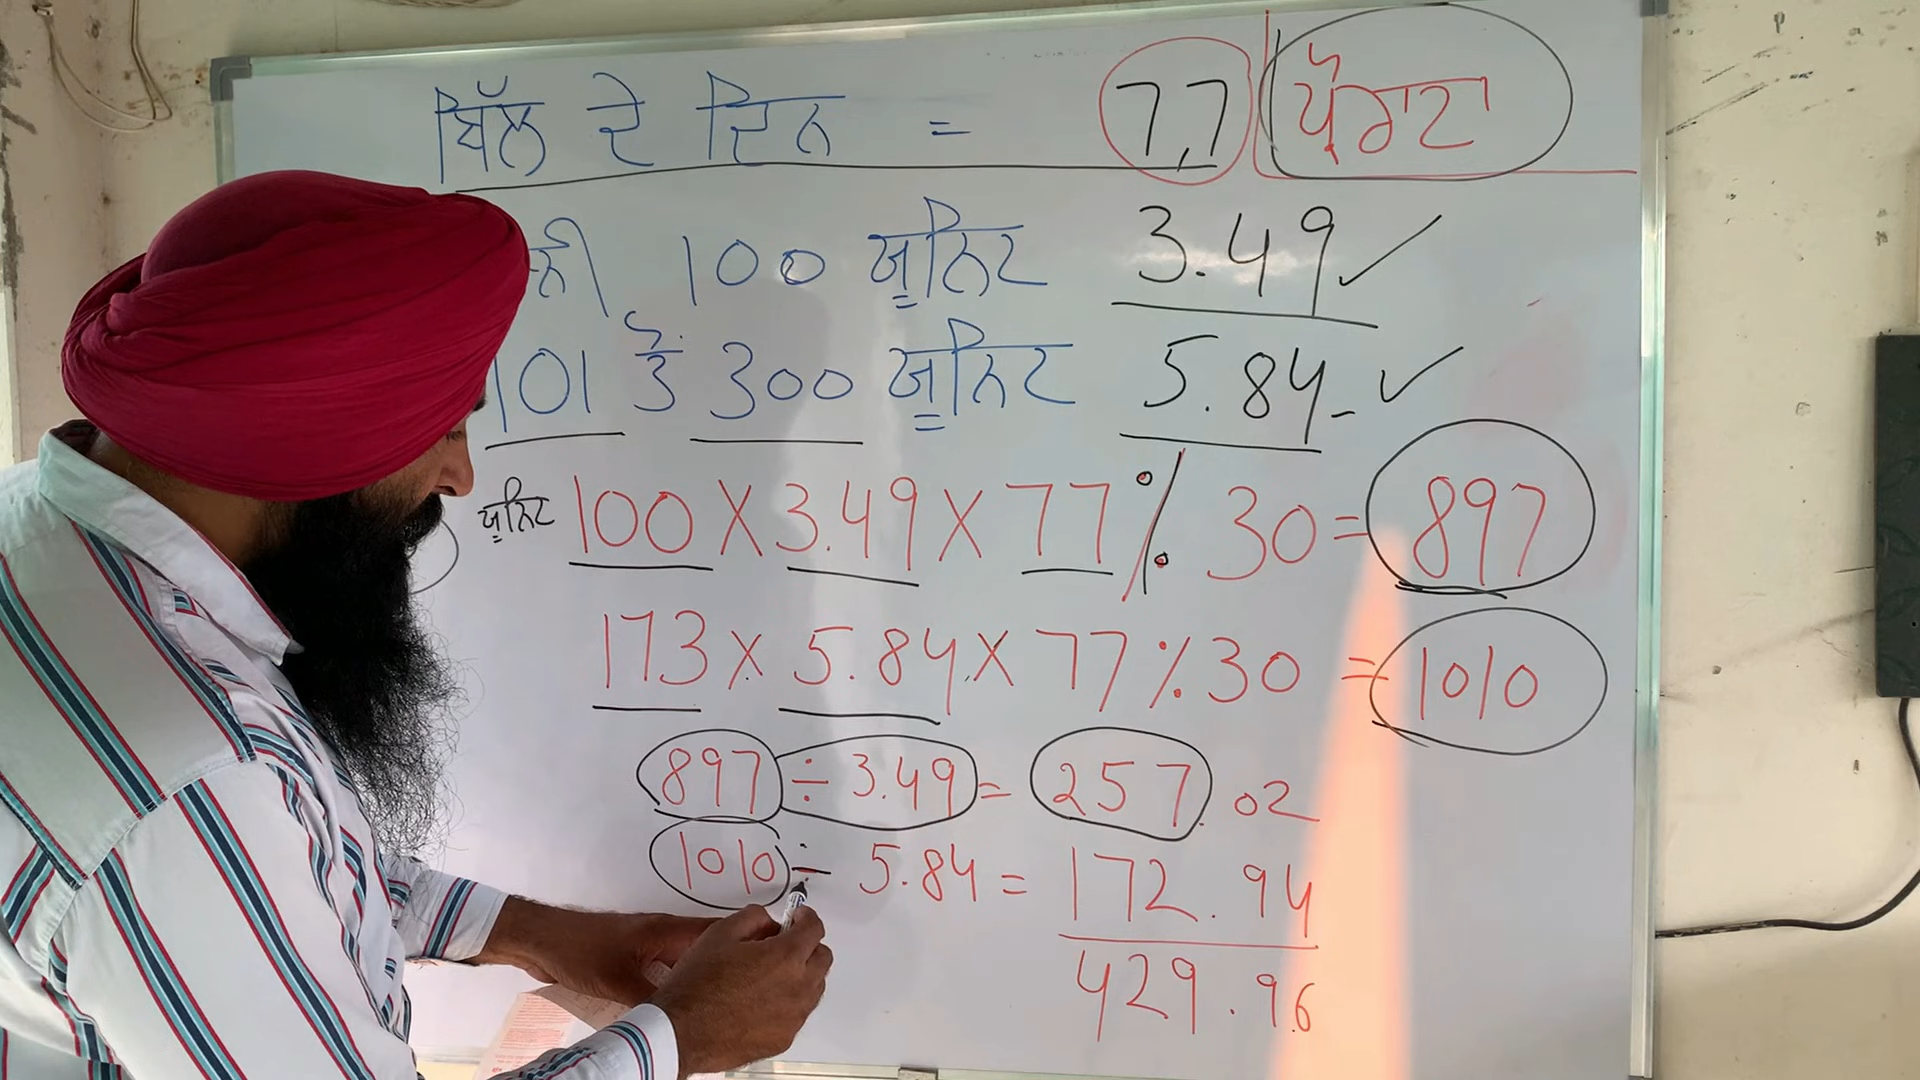 ਬਿੱਲ ਦੇ ਦਿਨ = 77 ਪ੍ਰੋਰਾਟਾ
100 ਯੂਨਿਟ 3.49 ✓
101 ਤੋਂ 300 ਯੂਨਿਟ 5.84 ✓
ਯੂਨਿਟ 100 X 3.49 X 77 % 30 = 897
173 X 5.84 X 77 % 30 = 1010
897 ÷ 3.49 = 257.02
1010 ÷ 5.84 = 172.94
429.96